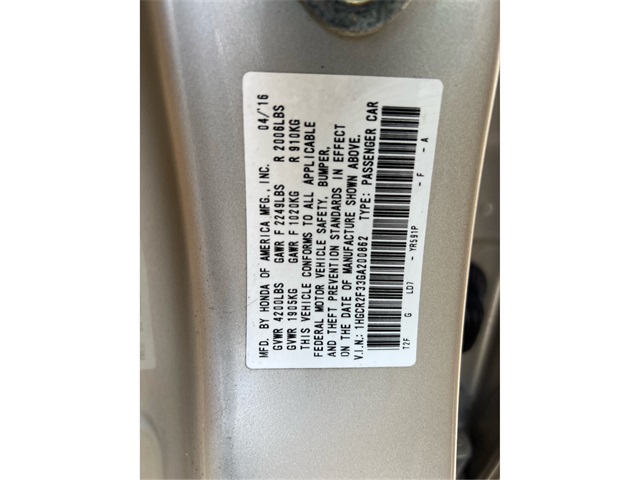 MFD. BY HONDA OF AMERICA MFG., INC. 04/'16
GVWR 4200LBS GAWR F 2249LBS R 2006LBS
GVWR 1905KG GAWR F 1020KG R 910KG
THIS VEHICLE CONFORMS TO ALL APPLICABLE
FEDERAL MOTOR VEHICLE SAFETY, BUMPER,
AND THEFT PREVENTION STANDARDS IN EFFECT
ON THE DATE OF MANUFACTURE SHOWN ABOVE.
V.I.N.: 1HGCR2F33GA200862 TYPE: PASSENGER CAR
T2F G LD7 - YR591P - F - A